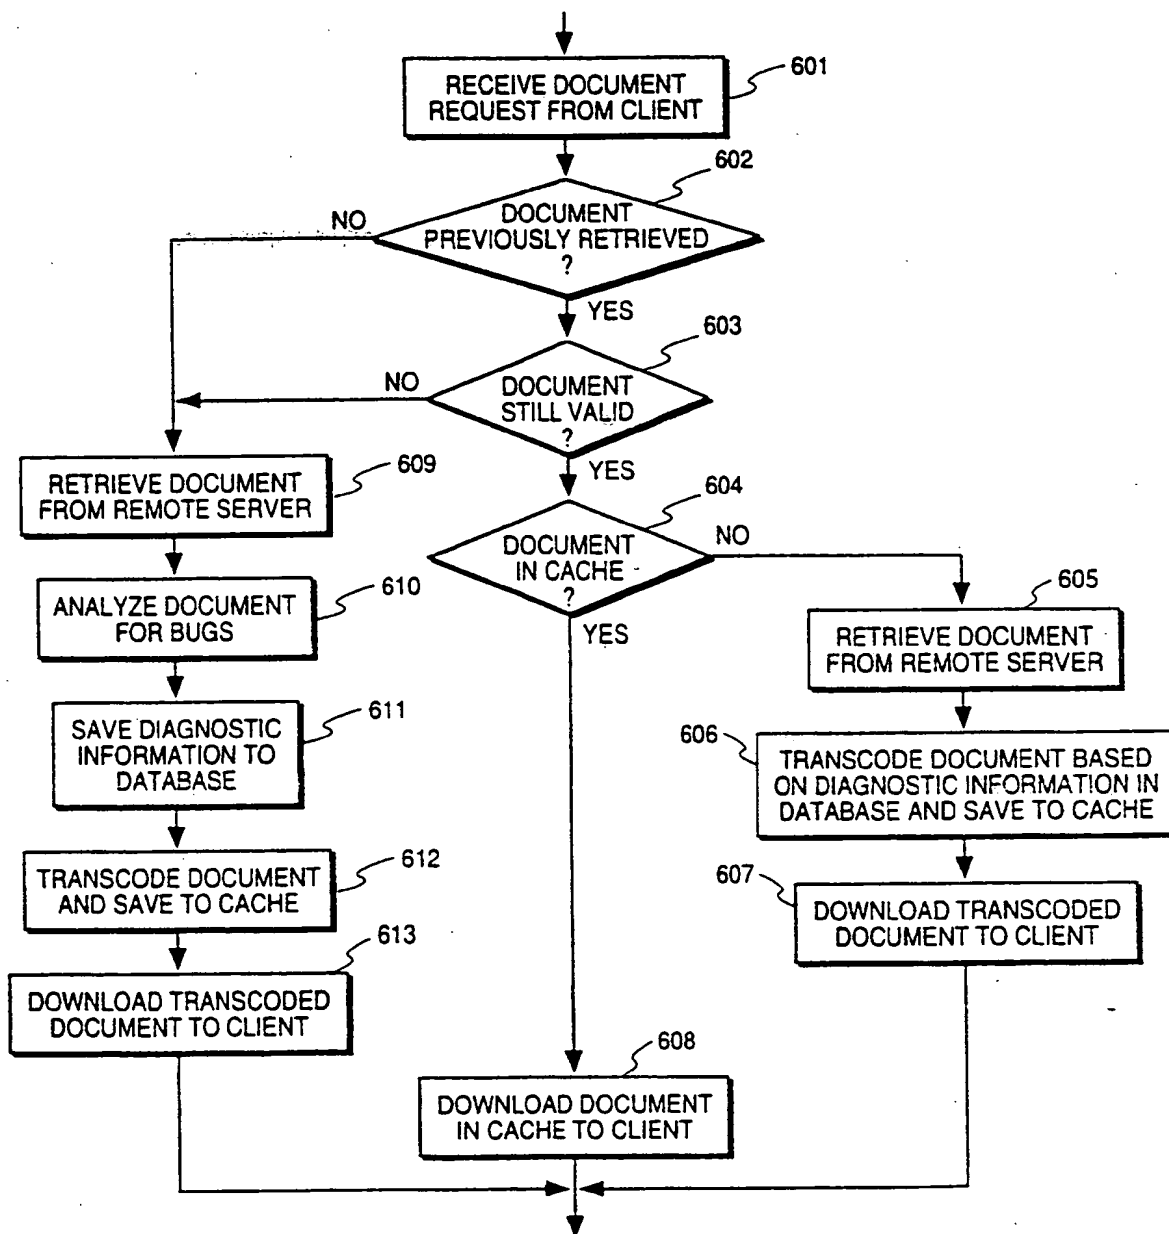 RECEIVE DOCUMENT
REQUEST FROM CLIENT
601
602
DOCUMENT
PREVIOUSLY RETRIEVED
?
NO
YES
603
DOCUMENT
STILL VALID
?
NO
YES
604
DOCUMENT
IN CACHE
?
NO
YES
605
RETRIEVE DOCUMENT
FROM REMOTE SERVER
606
TRANSCODE DOCUMENT BASED
ON DIAGNOSTIC INFORMATION IN
DATABASE AND SAVE TO CACHE
607
DOWNLOAD TRANSCODED
DOCUMENT TO CLIENT
608
DOWNLOAD DOCUMENT
IN CACHE TO CLIENT
609
RETRIEVE DOCUMENT
FROM REMOTE SERVER
610
ANALYZE DOCUMENT
FOR BUGS
611
SAVE DIAGNOSTIC
INFORMATION TO
DATABASE
612
TRANSCODE DOCUMENT
AND SAVE TO CACHE
613
DOWNLOAD TRANSCODED
DOCUMENT TO CLIENT